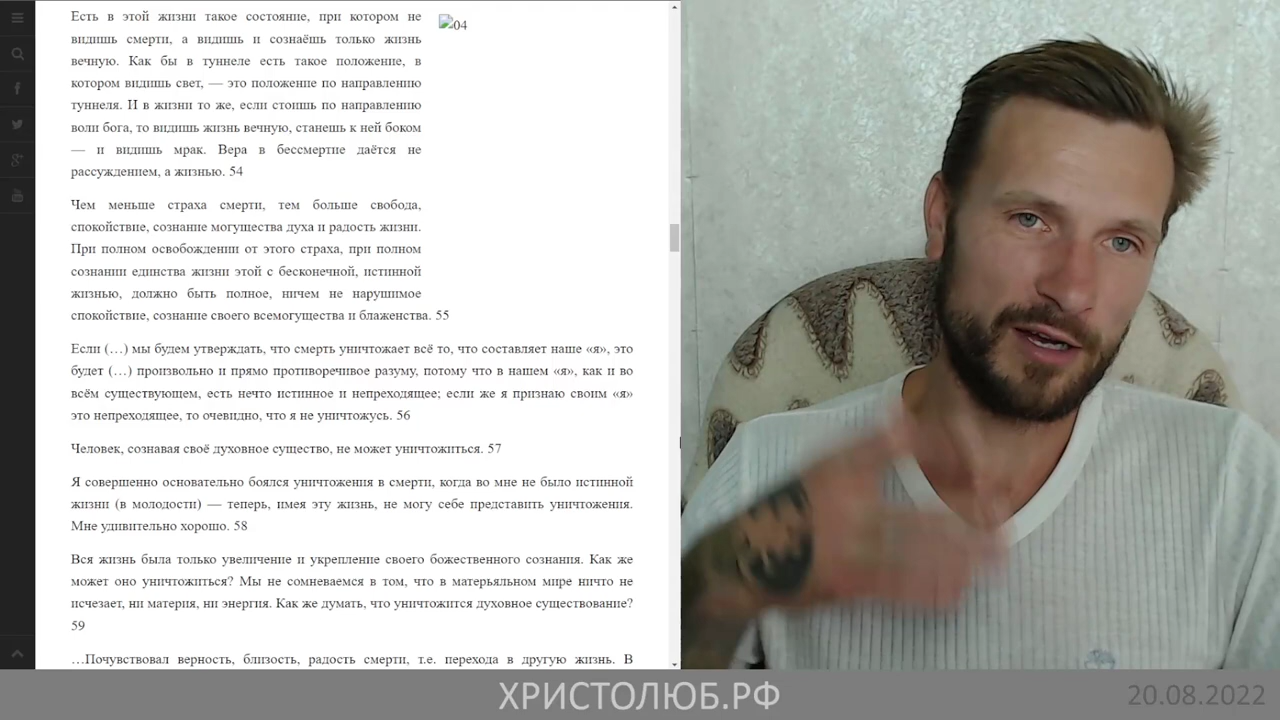 Есть в этой жизни такое состояние, при котором не
видишь смерти, а видишь и сознаёшь только жизнь
вечную. Как бы в туннеле есть такое положение, в
котором видишь свет, — это положение по направлению
туннеля. И в жизни то же, если стоишь по направлению
воли бога, то видишь жизнь вечную, станешь к ней боком
— и видишь мрак. Вера в бессмертие даётся не
рассуждением, а жизнью. 54
04
Чем меньше страха смерти, тем больше свобода,
спокойствие, сознание могущества духа и радость жизни.
При полном освобождении от этого страха, при полном
сознании единства жизни этой с бесконечной, истинной
жизнью, должно быть полное, ничем не нарушимое
спокойствие, сознание своего всемогущества и блаженства. 55
Если (…) мы будем утверждать, что смерть уничтожает всё то, что составляет наше «я», это
будет (…) произвольно и прямо противоречивое разуму, потому что в нашем «я», как и во
всём существующем, есть нечто истинное и непреходящее; если же я признаю своим «я»
это непреходящее, то очевидно, что я не уничтожусь. 56
Человек, сознавая своё духовное существо, не может уничтожиться. 57
Я совершенно основательно боялся уничтожения в смерти, когда во мне не было истинной
жизни (в молодости) — теперь, имея эту жизнь, не могу себе представить уничтожения.
Мне удивительно хорошо. 58
Вся жизнь была только увеличение и укрепление своего божественного сознания. Как же
может оно уничтожиться? Мы не сомневаемся в том, что в матерьяльном мире ничто не
исчезает, ни материя, ни энергия. Как же думать, что уничтожится духовное существование?
59
…Почувствовал верность, близость, радость смерти, т.е. перехода в другую жизнь. В
ХРИСТОЛЮБ.РФ
20.08.2022